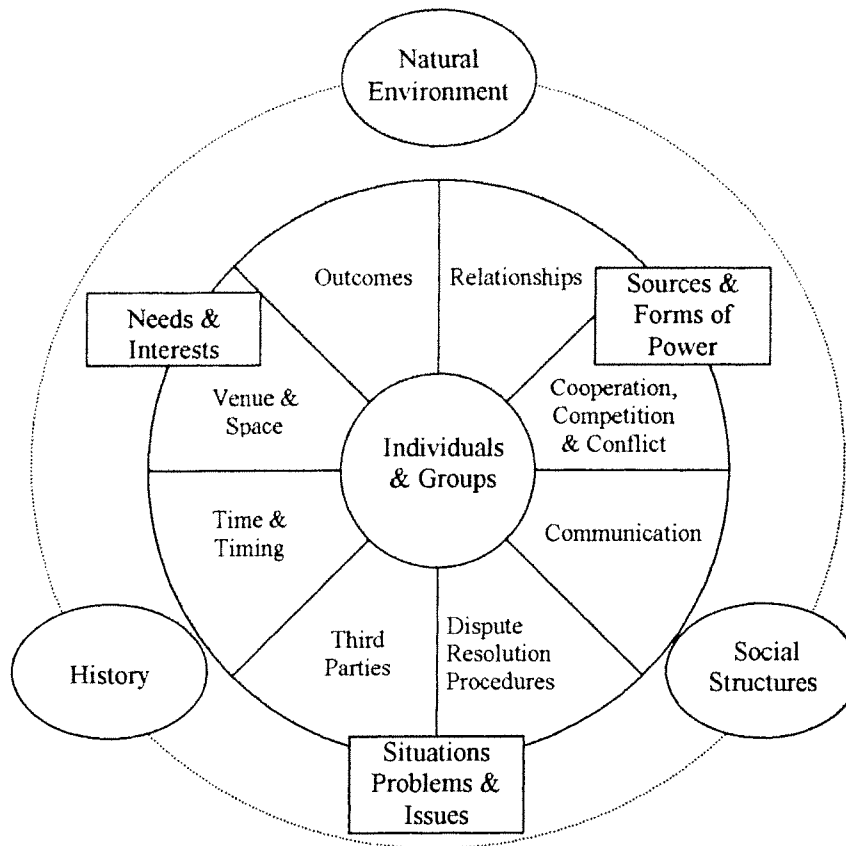 Natural
Environment
Outcomes
Relationships
Sources &
Forms of
Power
Needs &
Interests
Venue &
Space
Cooperation,
Competition
& Conflict
Individuals
& Groups
Time &
Timing
Communication
Third
Parties
Dispute
Resolution
Procedures
History
Social
Structures
Situations
Problems &
Issues